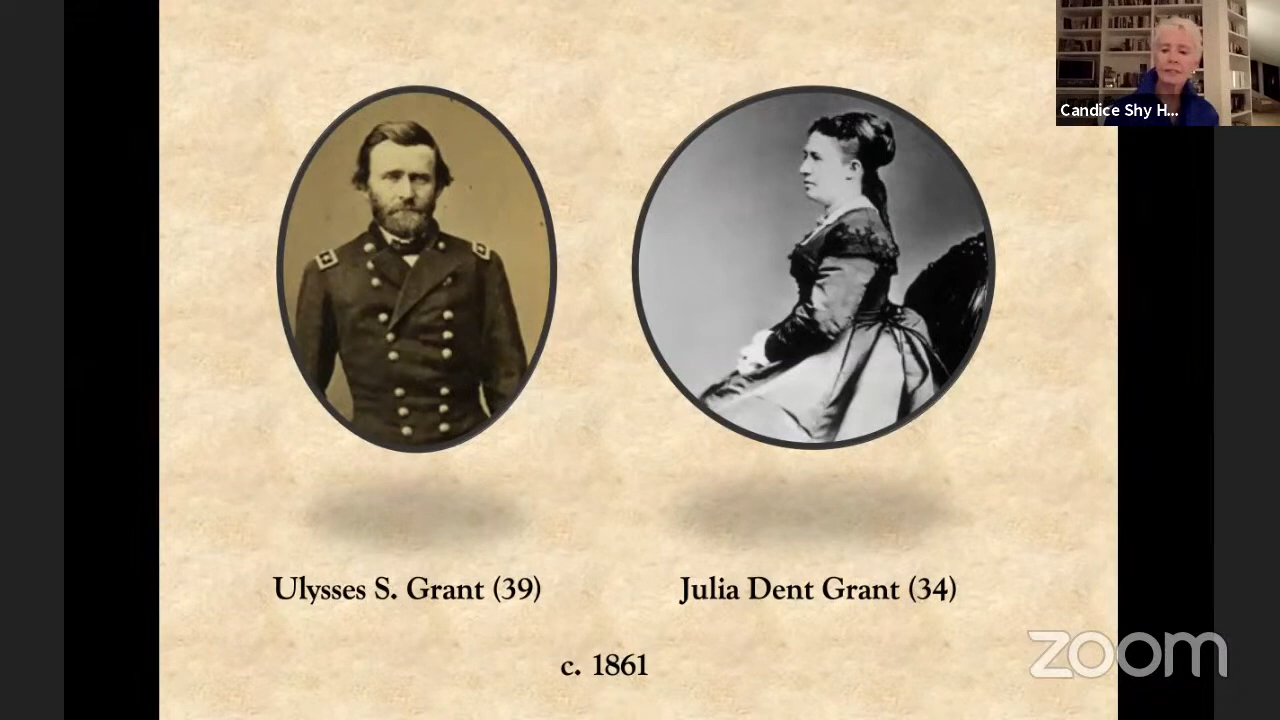 Candice Shy H...
Ulysses S. Grant (39)
Julia Dent Grant (34)
c. 1861
zoom